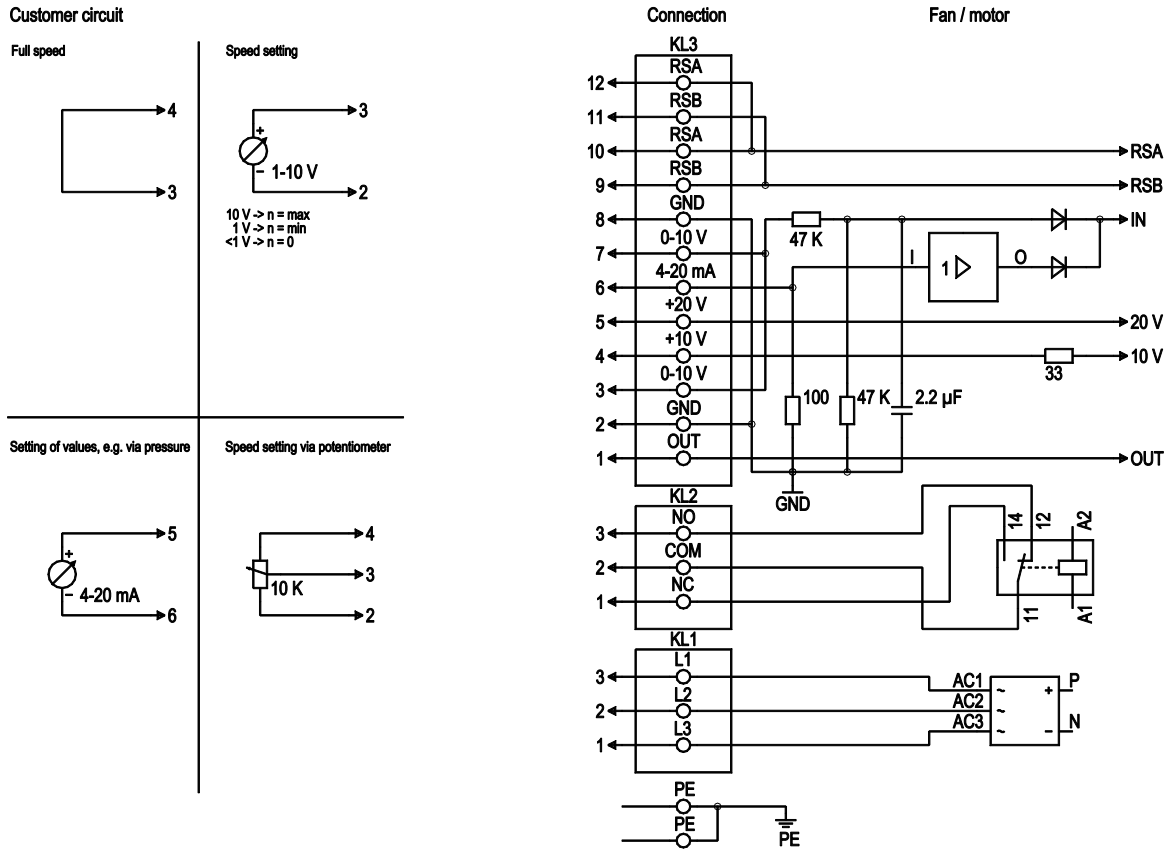 Customer circuit
Connection
Fan / motor
Full speed
4
3
Speed setting
3
+
− 1-10 V
2
10 V -> n = max
1 V -> n = min
<1 V -> n = 0
Setting of values, e.g. via pressure
5
+
− 4-20 mA
6
Speed setting via potentiometer
4
3
10 K
2
KL3
RSA
12
RSB
11
RSA
10
RSA
RSB
9
RSB
GND
8
47 K
IN
0-10 V
7
I
1
O
4-20 mA
6
+20 V
5
20 V
+10 V
4
33
10 V
0-10 V
3
100
47 K
2.2 µF
GND
2
OUT
1
OUT
GND
KL2
NO
3
COM
2
NC
1
14
12
A2
11
A1
KL1
L1
3
AC1
~
+
P
L2
2
AC2
~
L3
1
AC3
~
−
N
PE
PE
PE